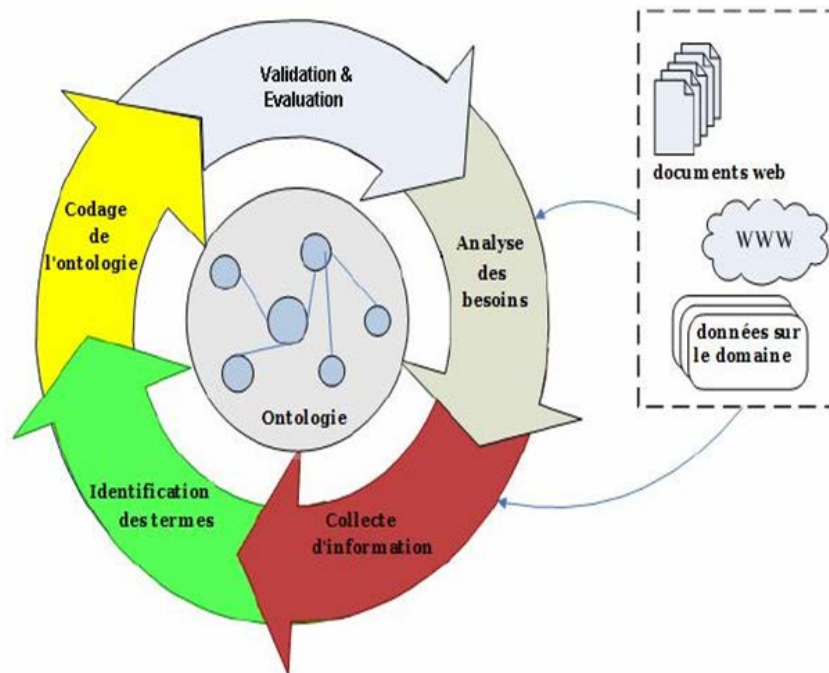 Validation &
Evaluation
Analyse
des
besoins
Collecte
d'information
Identification
des termes
Codage
de
l'ontologie
Ontologie
documents web
WWW
données sur
le domaine